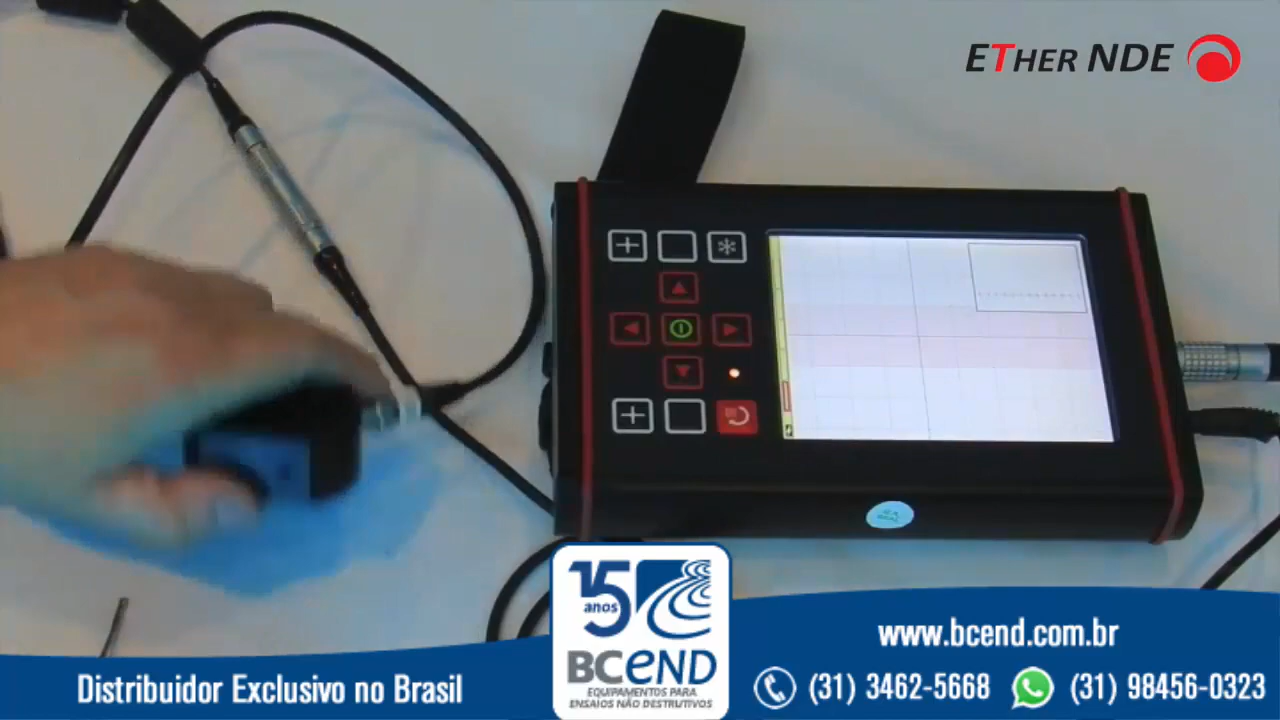 ETHER NDE
15
anos
BCEND
EQUIPAMENTOS PARA
ENSAIOS NÃO DESTRUTIVOS
Distribuidor Exclusivo no Brasil
www.bcend.com.br
(31) 3462-5668 (31) 98456-0323